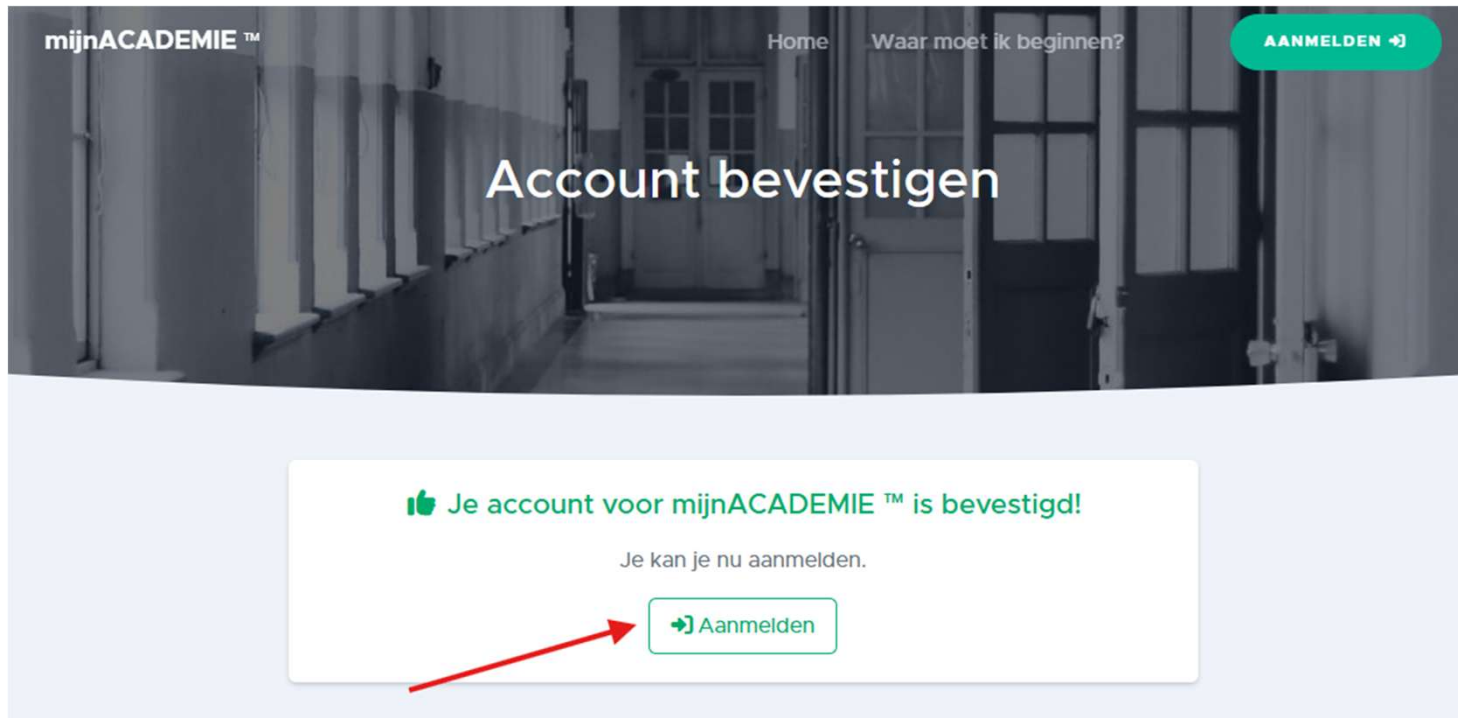 mijnACADEMIE ™
Home
Waar moet ik beginnen?
AANMELDEN
Account bevestigen
Je account voor mijnACADEMIE ™ is bevestigd!
Je kan je nu aanmelden.
Aanmelden